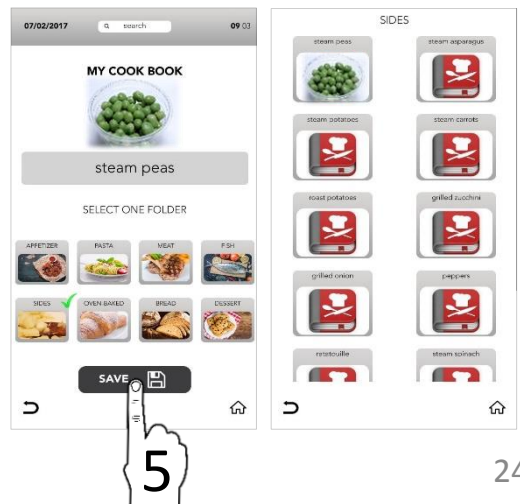 07/02/2017 search 09 03
MY COOK BOOK
steam peas
SELECT ONE FOLDER
APPETIZER PASTA MEAT FISH
SIDES OVEN-BAKED BREAD DESSERT
SAVE
5
SIDES
steam peas steam asparagus
steam potatoes steam carrots
roast potatoes grilled zucchini
grilled onion peppers
ratatouille steam spinach
24